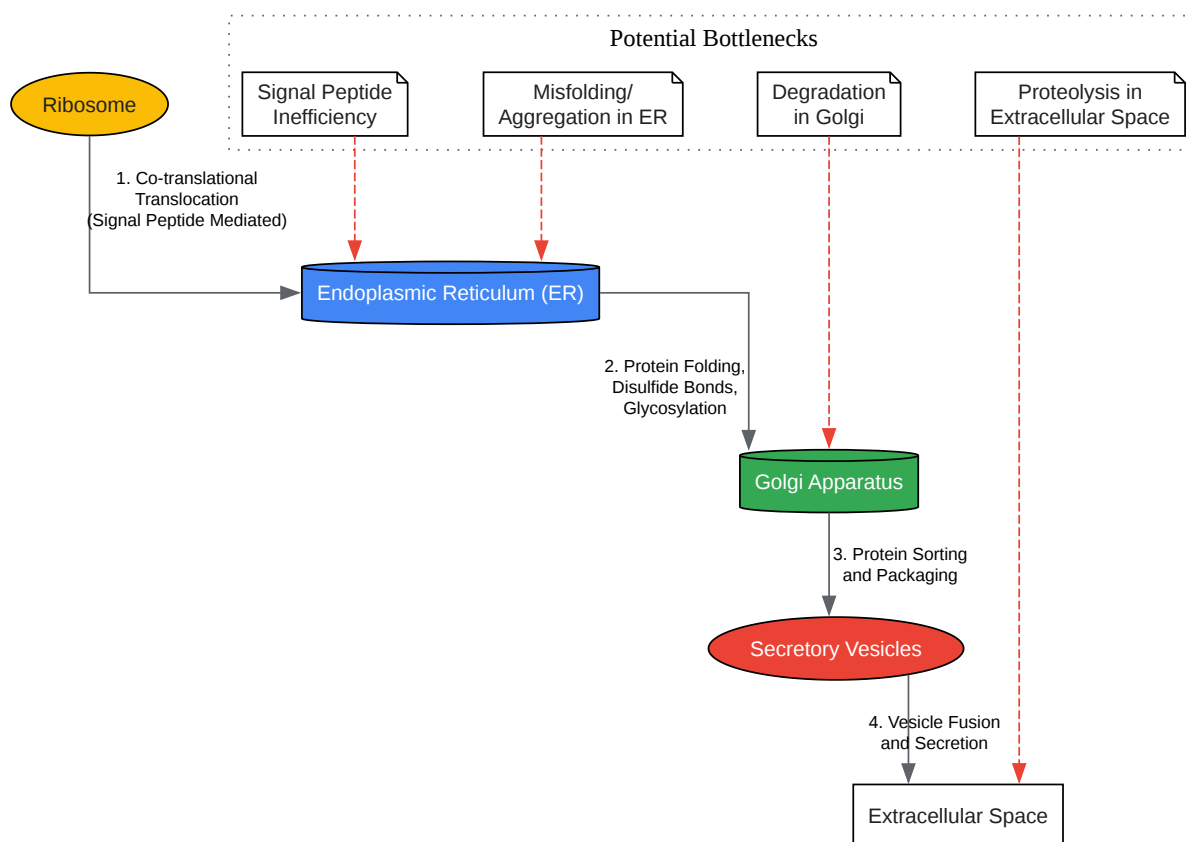 Potential Bottlenecks
Ribosome
Signal Peptide
Inefficiency
Misfolding/
Aggregation in ER
Degradation
in Golgi
Proteolysis in
Extracellular Space
1. Co-translational
Translocation
(Signal Peptide Mediated)
Endoplasmic Reticulum (ER)
2. Protein Folding,
Disulfide Bonds,
Glycosylation
Golgi Apparatus
3. Protein Sorting
and Packaging
Secretory Vesicles
4. Vesicle Fusion
and Secretion
Extracellular Space